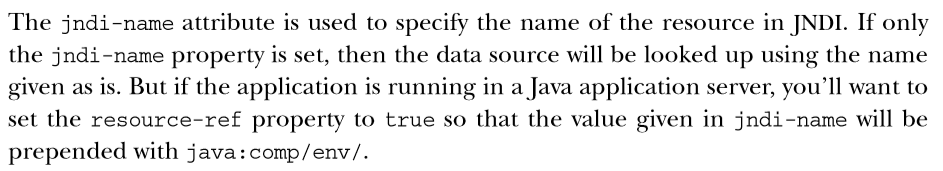 The jndi-name attribute is used to specify the name of the resource in JNDI. If only
the jndi-name property is set, then the data source will be looked up using the name
given as is. But if the application is running in a Java application server, you’ll want to
set the resource-ref property to true so that the value given in jndi-name will be
prepended with java:comp/env/.